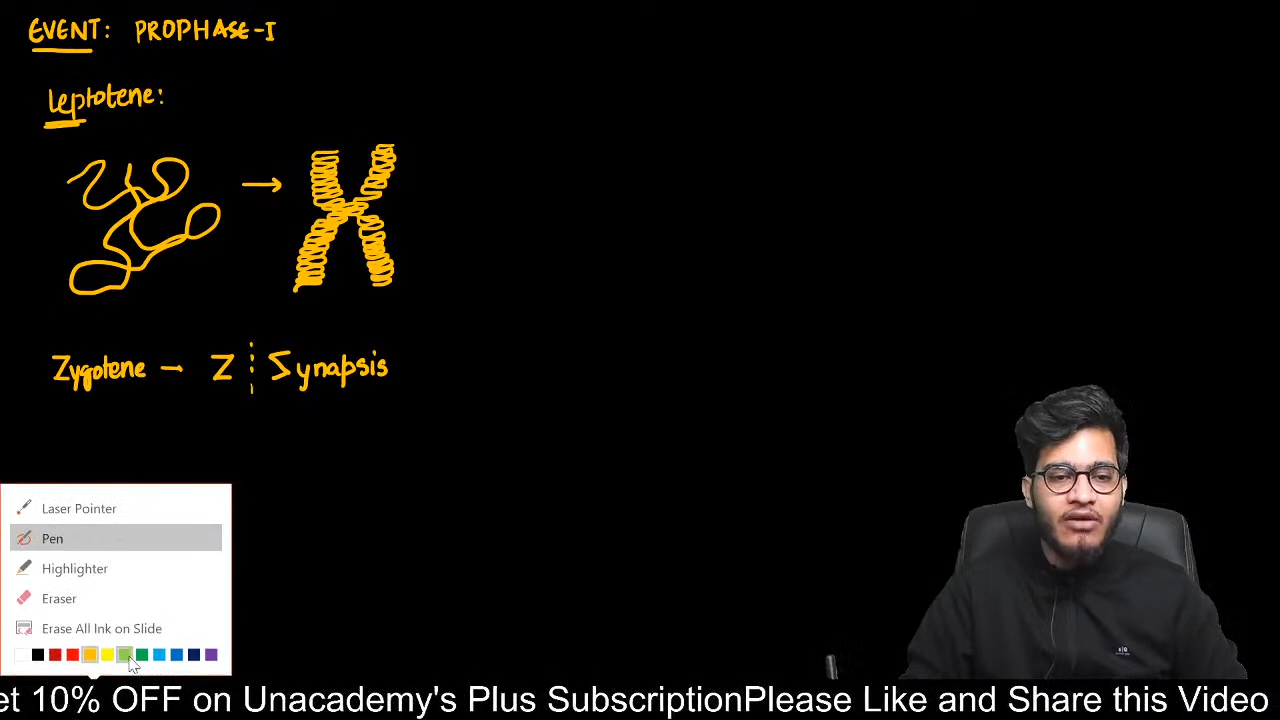 EVENT: PROPHASE-I
Leptotene:
Zygotene → Z Synapsis
Laser Pointer
Pen
Highlighter
Eraser
Erase All Ink on Slide
et 10% OFF on Unacademy's Plus SubscriptionPlease Like and Share this Video